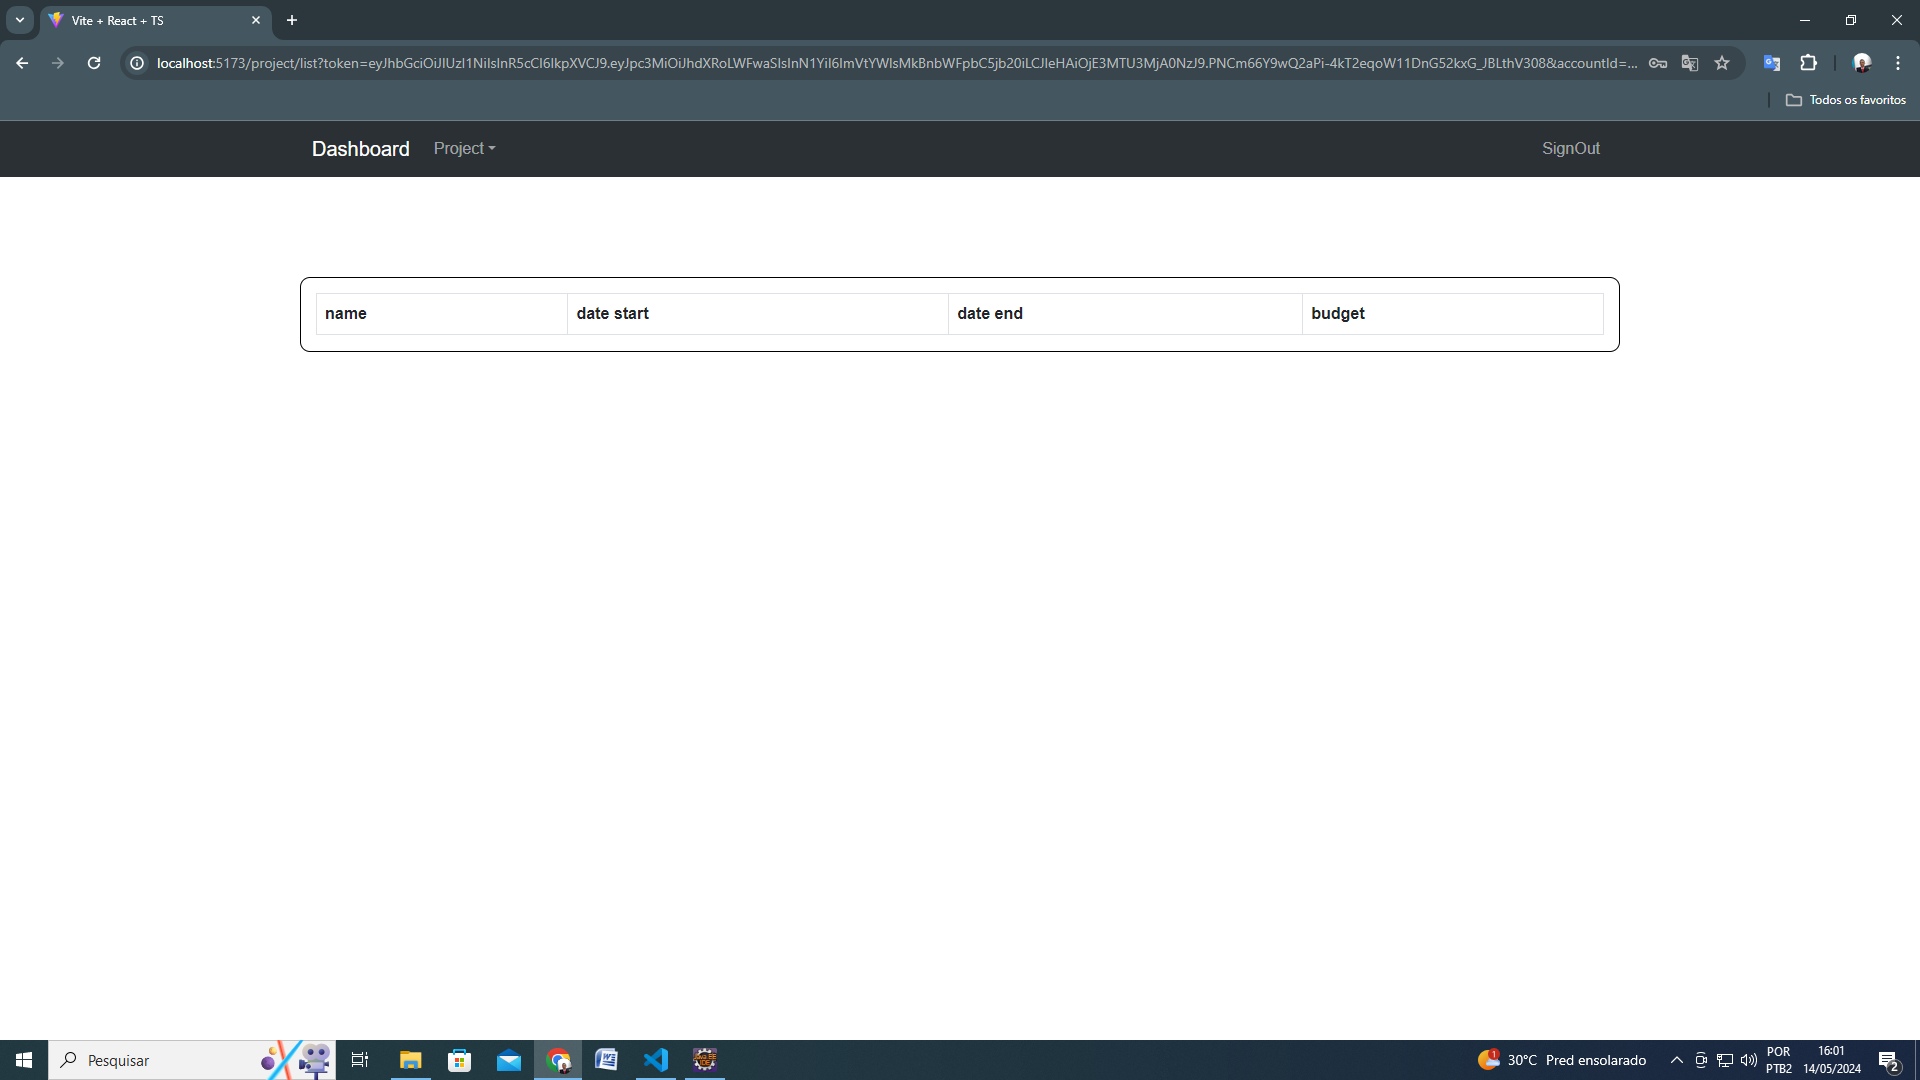 Vite + React + TS
localhost:5173/project/list?token=eyJhbGciOiJIUzI1NiIsInR5cCI6IkpXVCJ9.eyJpc3MiOiJhdXRoLWFwaSIsInN1YiI6ImVtYWlsMkBnbWFpbC5jb20iLCJleHAiOjE3MTU3MjA0NzJ9.PNCm66Y9wQ2aPi-4kT2eqoW11DnG52kxG_JBLthV308&accountId=...
Todos os favoritos
Dashboard Project SignOut
name date start date end budget
Pesquisar
1 30°C Pred ensolarado
POR 16:01
PTB2 14/05/2024 2